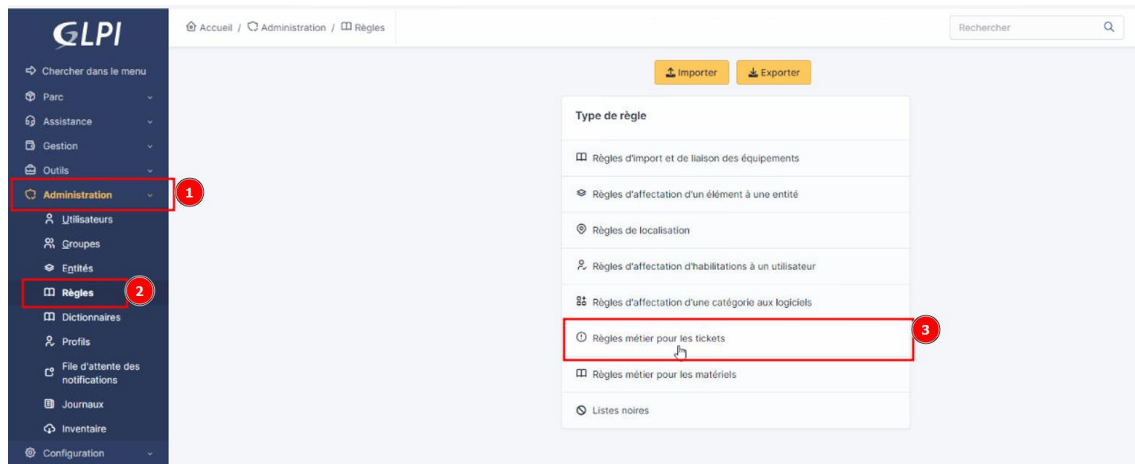 GLPI
Accueil / Administration / Règles
Rechercher
Chercher dans le menu
Parc
Assistance
Gestion
Outils
Administration
1
Utilisateurs
Groupes
Entités
Règles
2
Dictionnaires
Profils
File d'attente des
notifications
Journaux
Inventaire
Configuration
Importer
Exporter
Type de règle
Règles d'import et de liaison des équipements
Règles d'affectation d'un élément à une entité
Règles de localisation
Règles d'affectation d'habilitations à un utilisateur
Règles d'affectation d'une catégorie aux logiciels
Règles métier pour les tickets
3
Règles métier pour les matériels
Listes noires